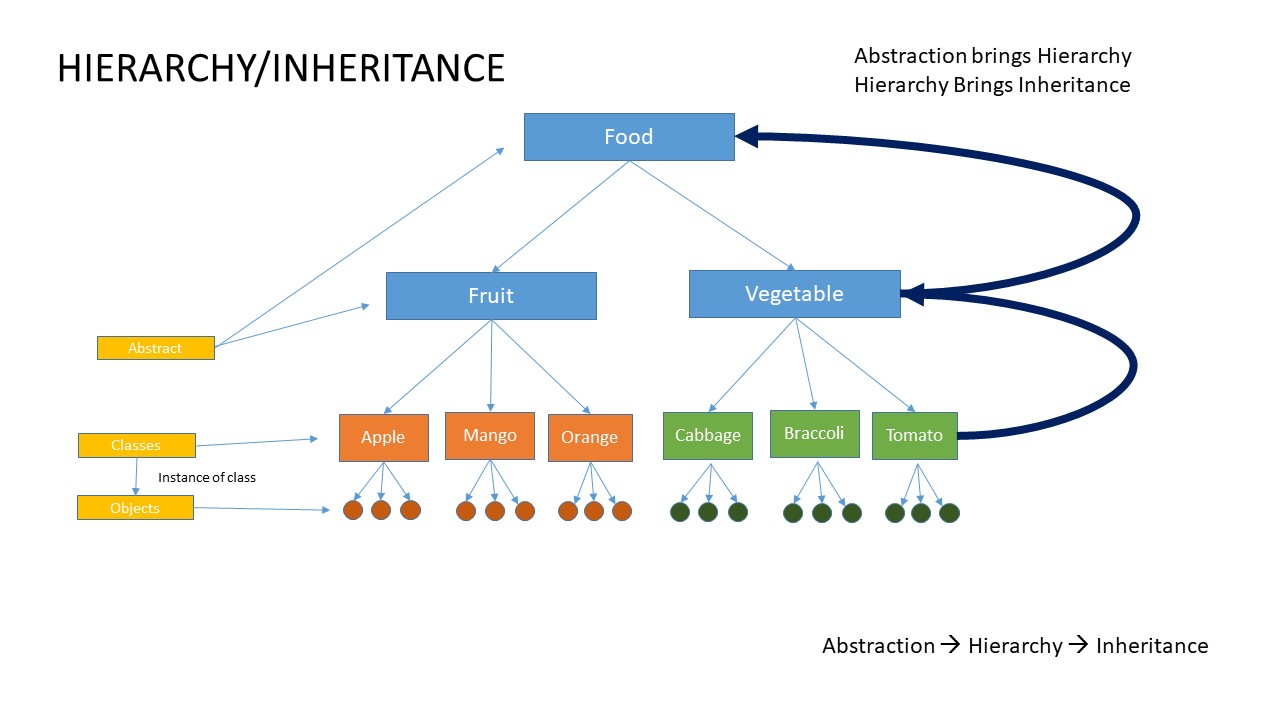 HIERARCHY/INHERITANCE
Abstraction brings Hierarchy
Hierarchy Brings Inheritance
Food
Fruit
Vegetable
Abstract
Classes
Instance of class
Objects
Apple
Mango
Orange
Cabbage
Braccoli
Tomato
Abstraction → Hierarchy → Inheritance